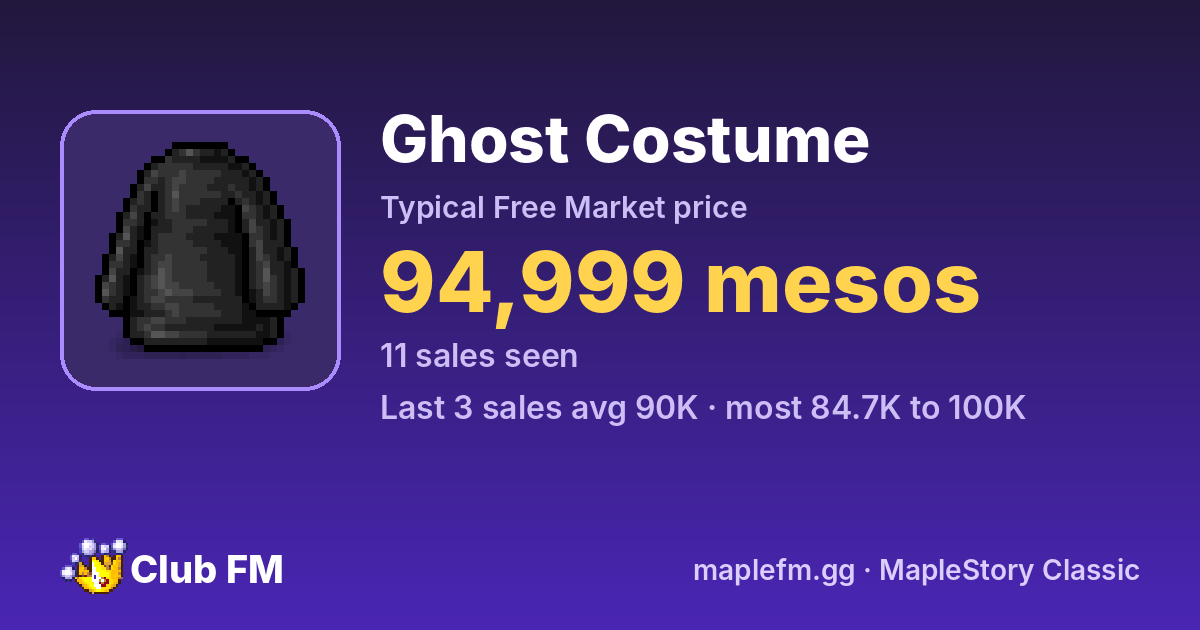 Ghost Costume
Typical Free Market price
94,999 mesos
11 sales seen
Last 3 sales avg 90K · most 84.7K to 100K
Club FM
maplefm.gg · MapleStory Classic